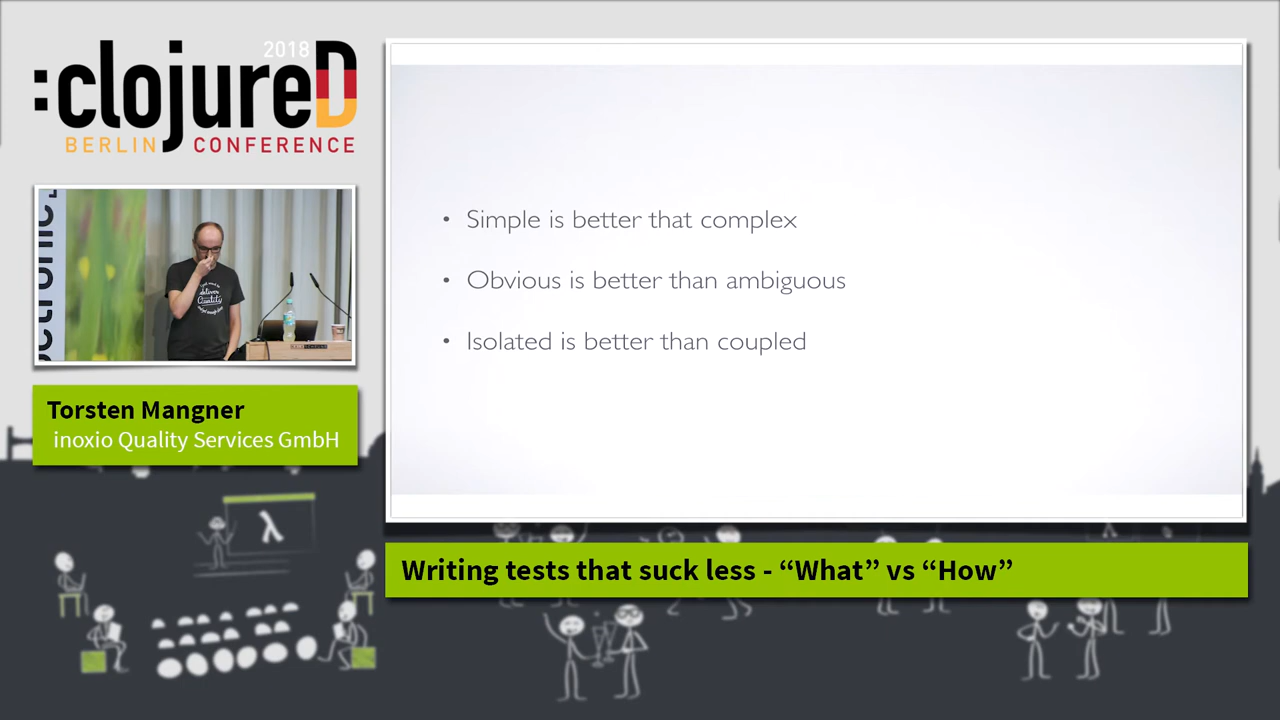 2018
:clojureD
BERLIN CONFERENCE
Torsten Mangner
inoxio Quality Services GmbH
• Simple is better that complex
• Obvious is better than ambiguous
• Isolated is better than coupled
Writing tests that suck less - “What” vs “How”
λ